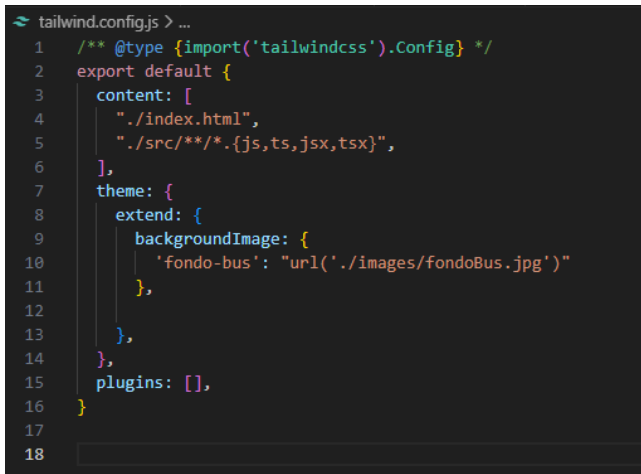 tailwind.config.js > ...
1 /** @type {import('tailwindcss').Config} */
2 export default {
3   content: [
4     "./index.html",
5     "./src/**/*.{js,ts,jsx,tsx}",
6   ],
7   theme: {
8     extend: {
9       backgroundImage: {
10         'fondo-bus': "url('./images/fondoBus.jpg')"
11       },
12
13     },
14   },
15   plugins: [],
16 }
17
18